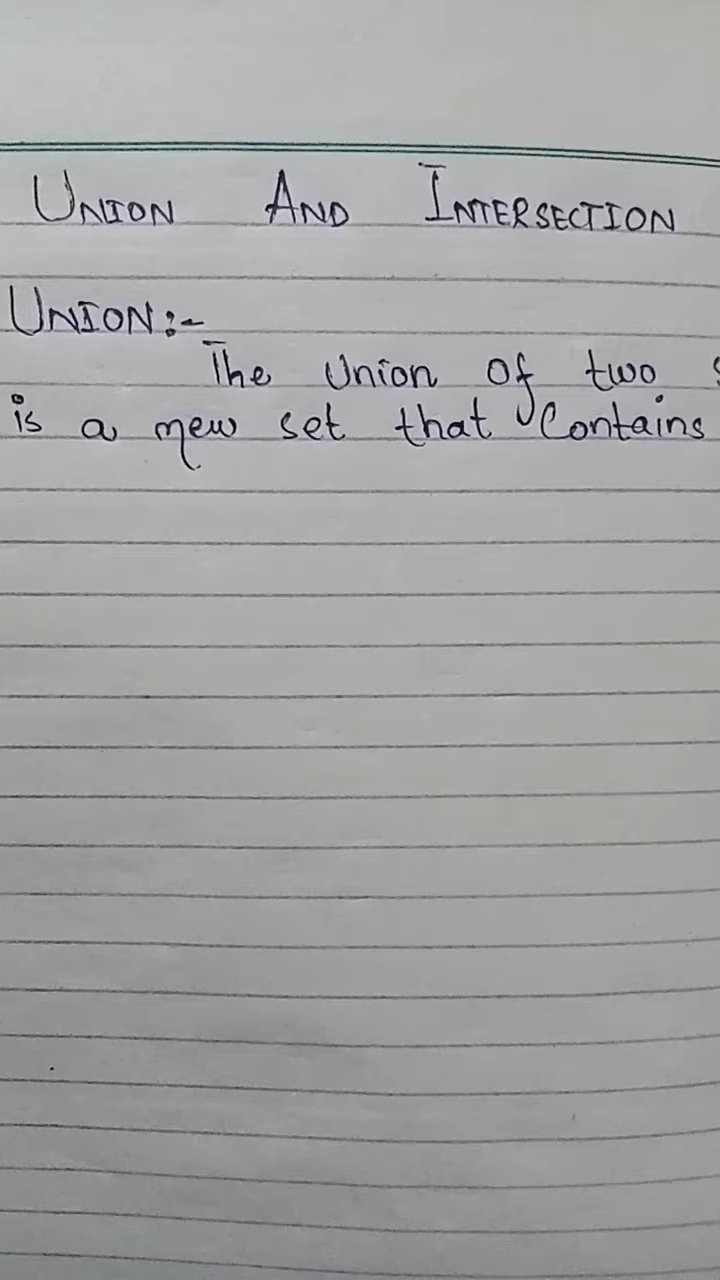 UNION AND INTERSECTION
UNION:-
The Union Of two
is a new set that Contains